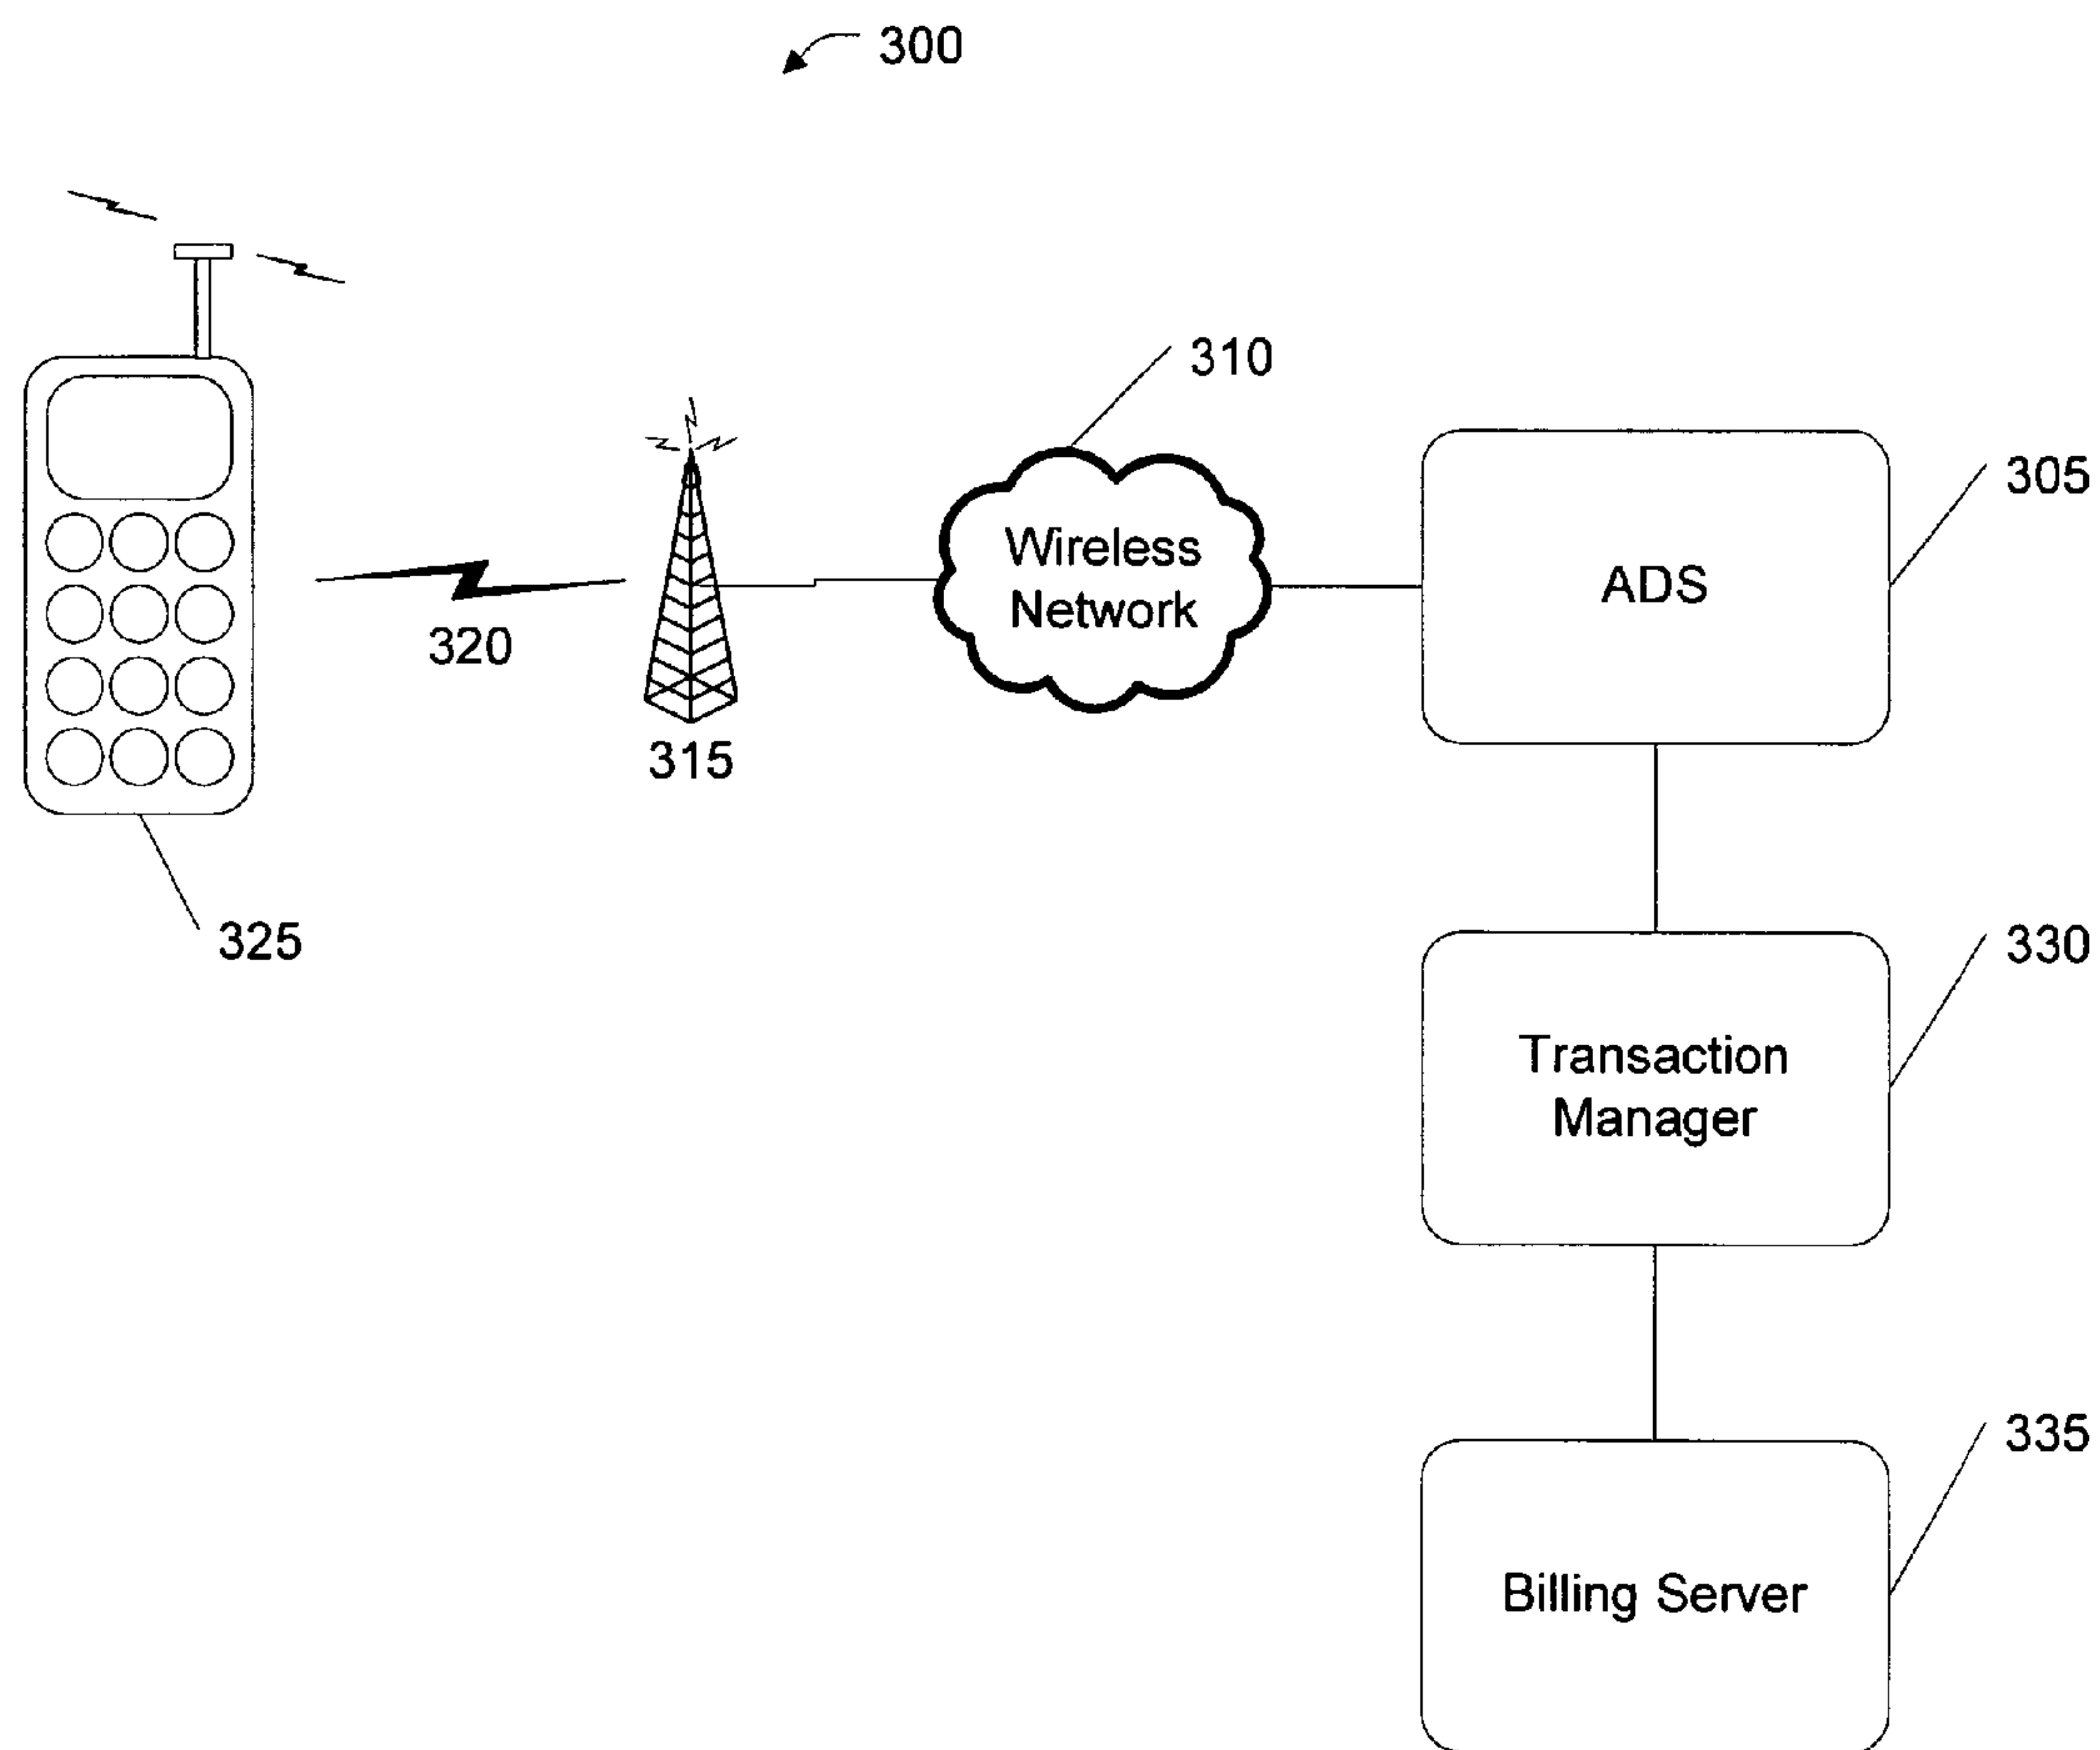 300
310
305
Wireless
Network
ADS
320
315
325
330
Transaction
Manager
335
Billing Server